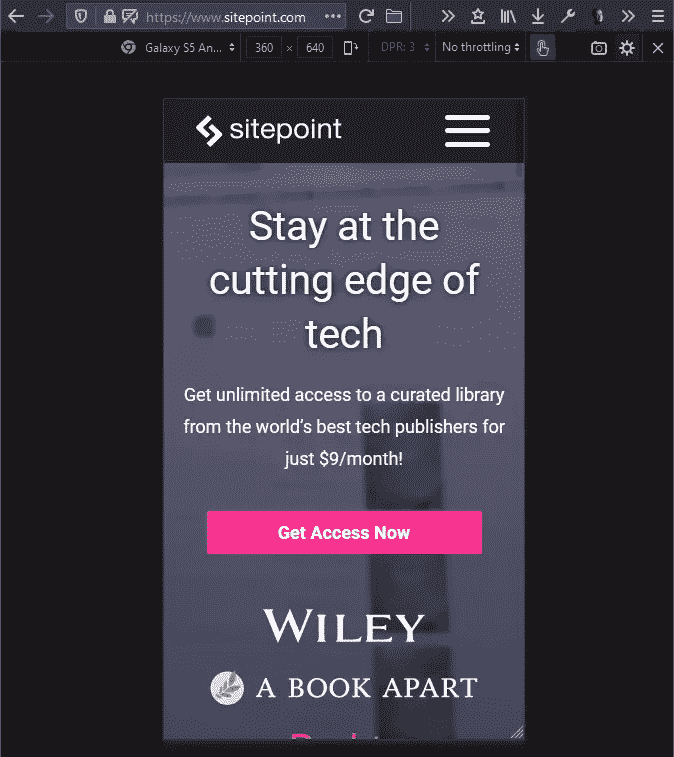 https://www.sitepoint.com
Galaxy S5 An... 360 × 640 DPR: 3 No throttling
sitepoint
Stay at the
cutting edge of
tech
Get unlimited access to a curated library
from the world’s best tech publishers for
just $9/month!
Get Access Now
WILEY
A BOOK APART